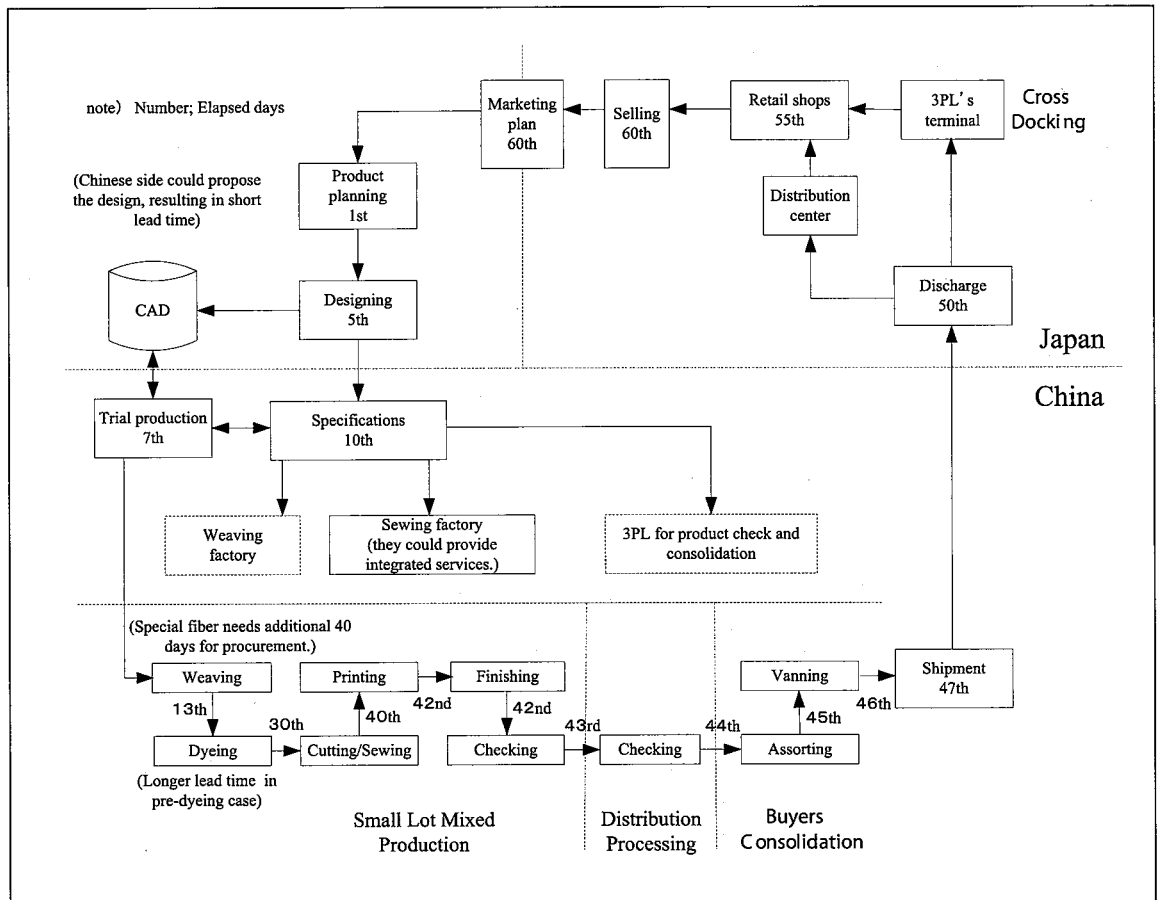 note) Number; Elapsed days
Marketing
plan
60th
Selling
60th
Retail shops
55th
3PL's
terminal
Cross
Docking
(Chinese side could propose
the design, resulting in short
lead time)
Product
planning
1st
Distribution
center
CAD
Designing
5th
Discharge
50th
Japan
China
Trial production
7th
Specifications
10th
Weaving
factory
Sewing factory
(they could provide
integrated services.)
3PL for product check and
consolidation
(Special fiber needs additional 40
days for procurement.)
Weaving
Printing
Finishing
Vanning
Shipment
47th
13th
30th
40th
42nd
42nd
43rd
44th
45th
46th
Dyeing
Cutting/Sewing
Checking
Checking
Assorting
(Longer lead time in
pre-dyeing case)
Small Lot Mixed
Production
Distribution
Processing
Buyers
Consolidation